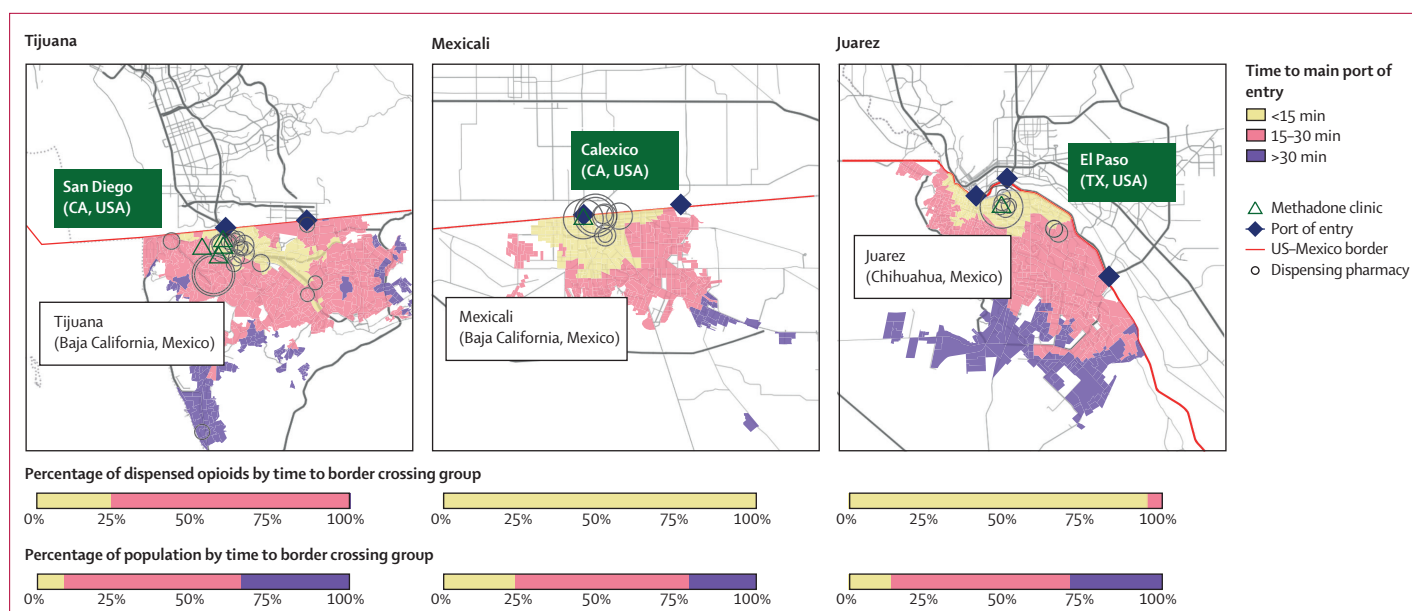 Tijuana
Mexicali
Juarez
San Diego
(CA, USA)
Tijuana
(Baja California, Mexico)
Calexico
(CA, USA)
Mexicali
(Baja California, Mexico)
El Paso
(TX, USA)
Juarez
(Chihuahua, Mexico)
Time to main port of
entry
<15 min
15–30 min
>30 min
Methadone clinic
Port of entry
US–Mexico border
Dispensing pharmacy
Percentage of dispensed opioids by time to border crossing group
0% 25% 50% 75% 100%
0% 25% 50% 75% 100%
0% 25% 50% 75% 100%
Percentage of population by time to border crossing group
0% 25% 50% 75% 100%
0% 25% 50% 75% 100%
0% 25% 50% 75% 100%